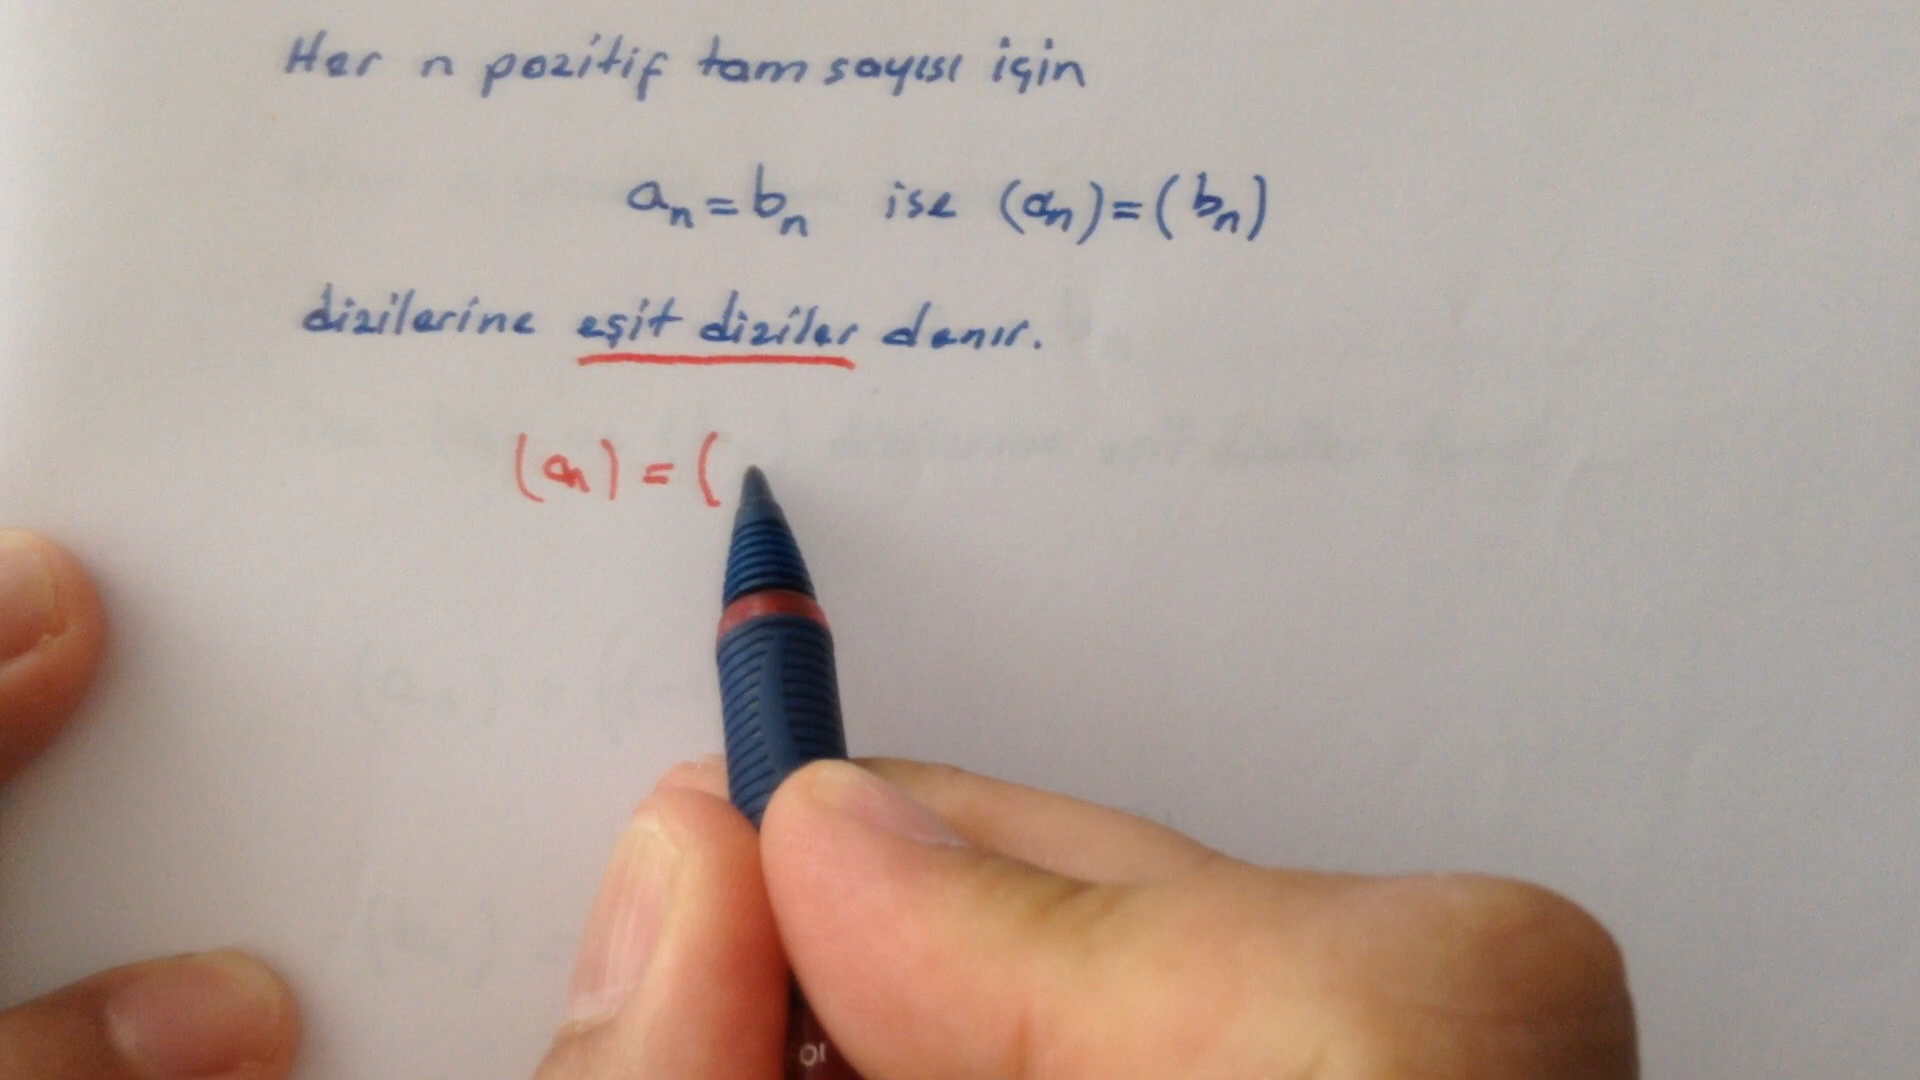 Her n pozitif tam sayısı için
aₙ = bₙ ise (aₙ) = (bₙ)
dizilerine eşit diziler denir.
(aₙ) = (